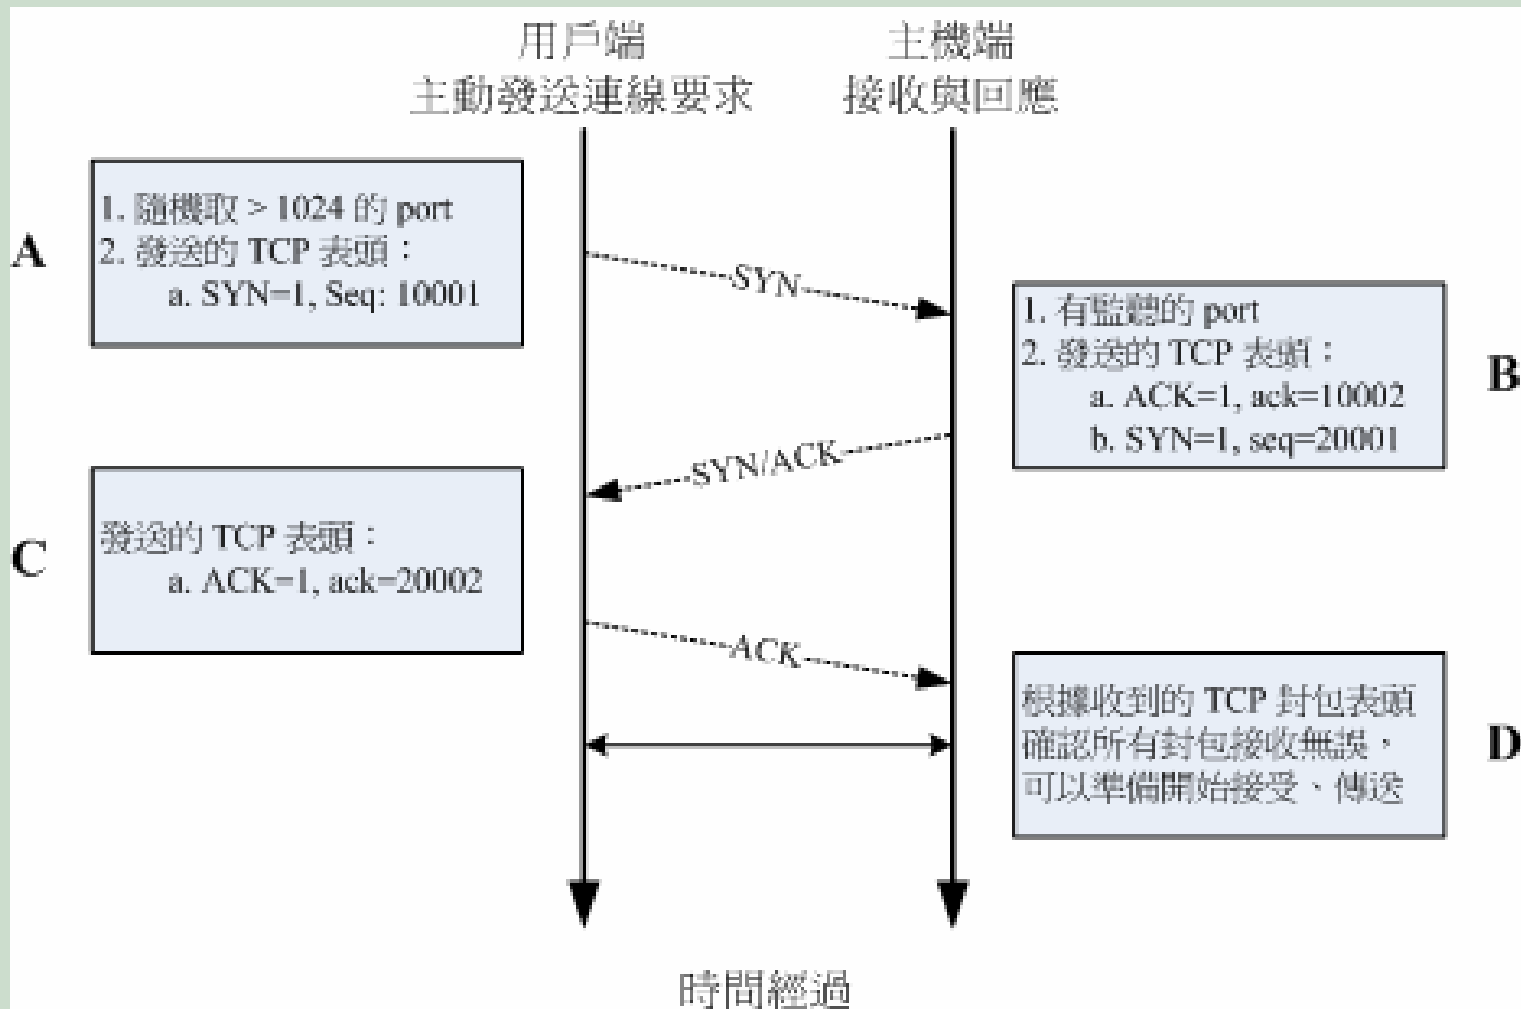 用戶端
主動發送連線要求
主機端
接收與回應
A
1. 隨機取 > 1024 的 port
2. 發送的 TCP 表頭：
a. SYN=1, Seq: 10001
SYN
1. 有監聽的 port
2. 發送的 TCP 表頭：
a. ACK=1, ack=10002
b. SYN=1, seq=20001
B
SYN/ACK
C
發送的 TCP 表頭：
a. ACK=1, ack=20002
ACK
根據收到的 TCP 封包表頭
確認所有封包接收無誤，
可以準備開始接受、傳送
D
時間經過